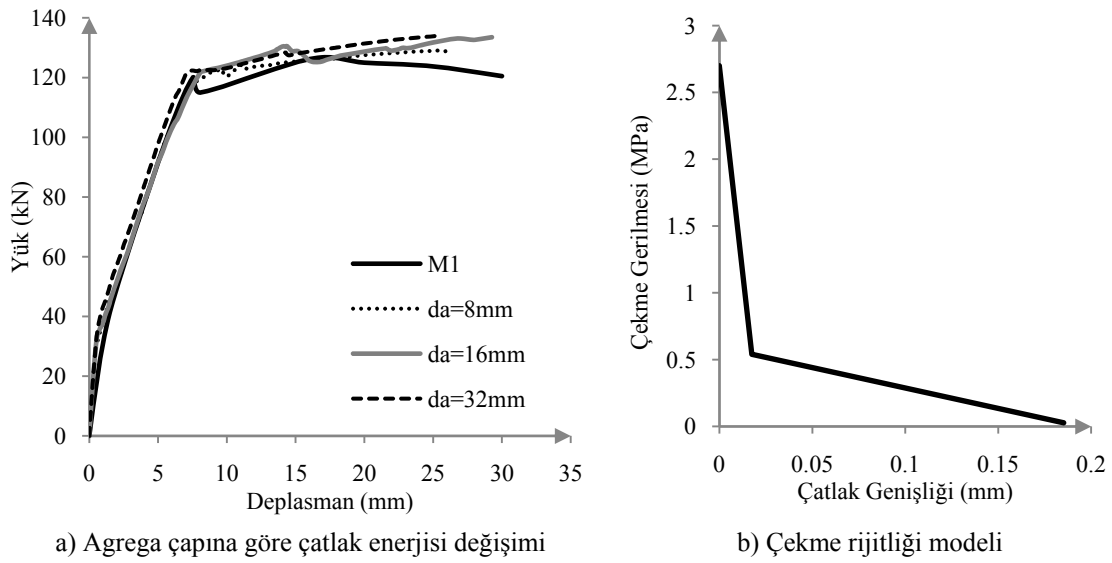 140
120
100
80
60
40
20
0
Yük (kN)
0 5 10 15 20 25 30 35
Deplasman (mm)
M1
da=8mm
da=16mm
da=32mm
a) Agrega çapına göre çatlak enerjisi değişimi
3
2.5
2
1.5
1
0.5
0
Çekme Gerilmesi (MPa)
0 0.05 0.1 0.15 0.2
Çatlak Genişliği (mm)
b) Çekme rijitliği modeli